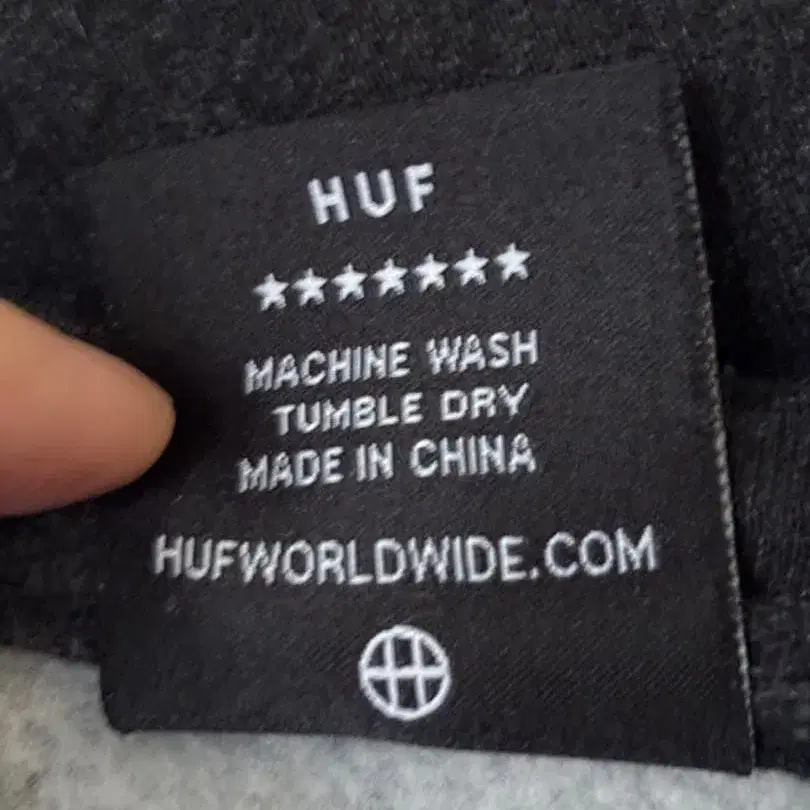 HUF
★★★★★★★
MACHINE WASH
TUMBLE DRY
MADE IN CHINA
HUFWORLDWIDE.COM